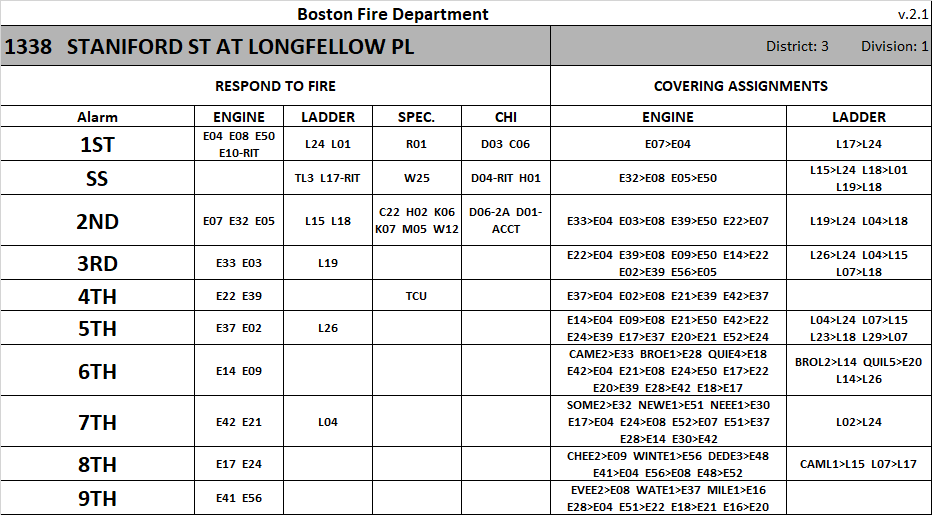 Boston Fire Department v.2.1
1338 STANIFORD ST AT LONGFELLOW PL District: 3 Division: 1
RESPOND TO FIRE COVERING ASSIGNMENTS
Alarm ENGINE LADDER SPEC. CHI ENGINE LADDER
1ST
E04 E08 E50
E10-RIT
L24 L01
R01
D03 C06
E07>E04
L17>L24
SS
TL3 L17-RIT
W25
D04-RIT H01
E32>E08 E05>E50
L15>L24 L18>L01
L19>L18
2ND
E07 E32 E05
L15 L18
C22 H02 K06
K07 M05 W12
D06-2A D01-
ACCT
E33>E04 E03>E08 E39>E50 E22>E07
L19>L24 L04>L18
3RD
E33 E03
L19
E22>E04 E39>E08 E09>E50 E14>E22
E02>E39 E56>E05
L26>L24 L04>L15
L07>L18
4TH
E22 E39
TCU
E37>E04 E02>E08 E21>E39 E42>E37
5TH
E37 E02
L26
E14>E04 E09>E08 E21>E50 E42>E22
E24>E39 E17>E37 E20>E21 E52>E24
L04>L24 L07>L15
L23>L18 L29>L07
6TH
E14 E09
CAME2>E33 BROE1>E28 QUIE4>E18
E42>E04 E21>E08 E24>E50 E17>E22
E20>E39 E28>E42 E18>E17
BROL2>L14 QUIL5>E20
L14>L26
7TH
E42 E21
L04
SOME2>E32 NEWE1>E51 NEEE1>E30
E17>E04 E24>E08 E52>E07 E51>E37
E28>E14 E30>E42
L02>L24
8TH
E17 E24
CHEE2>E09 WINTE1>E56 DEDE3>E48
E41>E04 E56>E08 E48>E52
CAML1>L15 L07>L17
9TH
E41 E56
EVEE2>E08 WATE1>E37 MILE1>E16
E28>E04 E51>E22 E18>E21 E16>E20